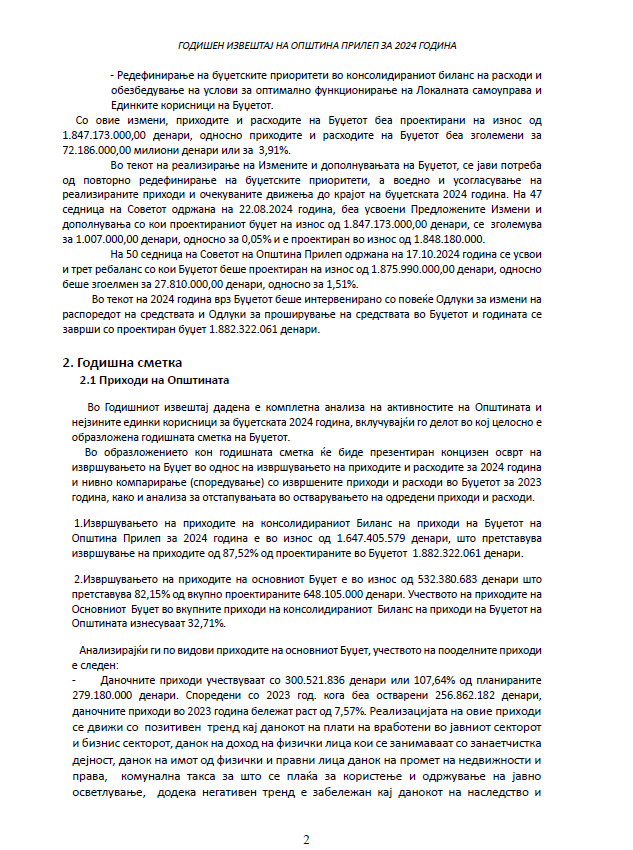 ГОДИШЕН ИЗВЕШТАЈ НА ОПШТИНА ПРИЛЕП ЗА 2024 ГОДИНА
- Редефинирање на буџетските приоритети во консолидираниот биланс на расходи и
обезбедување на услови за оптимално функционирање на Локалната самоуправа и
Единките корисници на Буџетот.
Со овие измени, приходите и расходите на Буџетот беа проектирани на износ од
1.847.173.000,00 денари, односно приходите и расходите на Буџетот беа зголемени за
72.186.000,00 милиони денари или за 3,91%.
Во текот на реализирање на Измените и дополнувањата на Буџетот, се јави потреба
од повторно редефинирање на буџетските приоритети, а воедно и усогласување на
реализираните приходи и очекуваните движења до крајот на буџетската 2024 година. На 47
седница на Советот одржана на 22.08.2024 година, беа усвоени Предложените Измени и
дополнувања со кои проектираниот буџет на износ од 1.847.173.000,00 денари, се зголемува
за 1.007.000,00 денари, односно за 0,05% и е проектиран во износ од 1.848.180.000.
На 50 седница на Советот на Општина Прилеп одржана на 17.10.2024 година се усвои
и трет ребаланс со кои Буџетот беше проектиран на износ од 1.875.990.000,00 денари, односно
беше згоелмен за 27.810.000,00 денари, односно за 1,51%.
Во текот на 2024 година врз Буџетот беше интервенирано со повеќе Одлуки за измени на
распоредот на средствата и Одлуки за проширување на средствата во Буџетот и годината се
заврши со проектиран буџет 1.882.322.061 денари.
2. Годишна сметка
2.1 Приходи на Општината
Во Годишниот извештај дадена е комплетна анализа на активностите на Општината и
нејзините единки корисници за буџетската 2024 година, вклучувајќи го делот во кој целосно е
образложена годишната сметка на Буџетот.
Во образложението кон годишната сметка ќе биде презентиран концизен осврт на
извршувањето на Буџет во однос на извршувањето на приходите и расходите за 2024 година
и нивно компарирање (споредување) со извршените приходи и расходи во Буџетот за 2023
година, како и анализа за отстапувањата во остварувањето на одредени приходи и расходи.
1.Извршувањето на приходите на консолидираниот Биланс на приходи на Буџетот на
Општина Прилеп за 2024 година е во износ од 1.647.405.579 денари, што претставува
извршување на приходите од 87,52% од проектираните во Буџетот 1.882.322.061 денари.
2.Извршувањето на приходите на основниот Буџет е во износ од 532.380.683 денари што
претставува 82,15% од вкупно проектираните 648.105.000 денари. Учеството на приходите на
Основниот Буџет во вкупните приходи на консолидираниот Биланс на приходи на Буџетот на
Општината изнесуваат 32,71%.
Анализирајќи ги по видови приходите на основниот Буџет, учеството на пооделните приходи
е следен:
- Даночните приходи учествуваат со 300.521.836 денари или 107,64% од планираните
279.180.000 денари. Споредени со 2023 год. кога беа остварени 256.862.182 денари,
даночните приходи во 2023 година бележат раст од 7,57%. Реализацијата на овие приходи
се движи со позитивен тренд кај данокот на плати на вработени во јавниот секторот
и бизнис секторот, данок на доход на физички лица кои се занимаваат со занаетчистка
дејност, данок на имот од физички и правни лица данок на промет на недвижности и
права, комунална такса за што се плаќа за користење и одржување на јавно
осветлување, додека негативен тренд е забележан кај данокот на наследство и
2